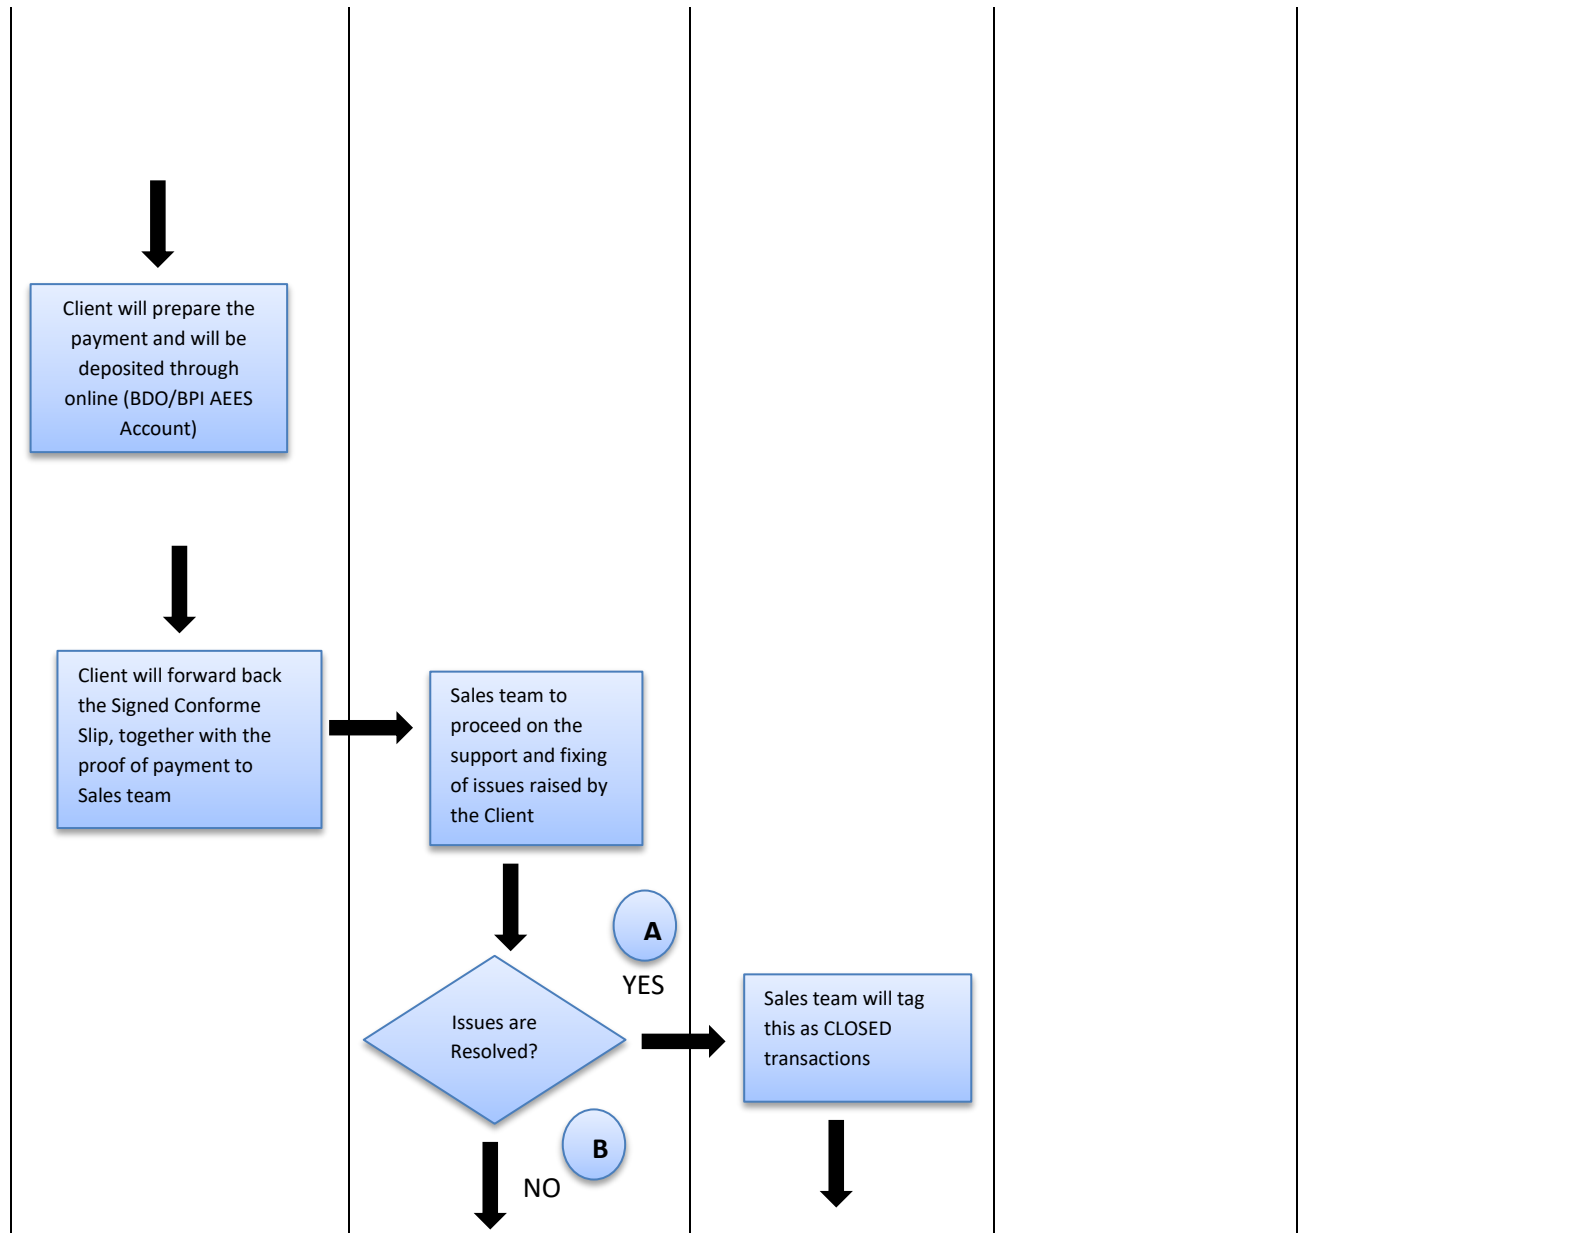 Client will prepare the
payment and will be
deposited through
online (BDO/BPI AEES
Account)
Client will forward back
the Signed Conforme
Slip, together with the
proof of payment to
Sales team
Sales team to
proceed on the
support and fixing
of issues raised by
the Client
A
YES
Issues are
Resolved?
Sales team will tag
this as CLOSED
transactions
B
NO